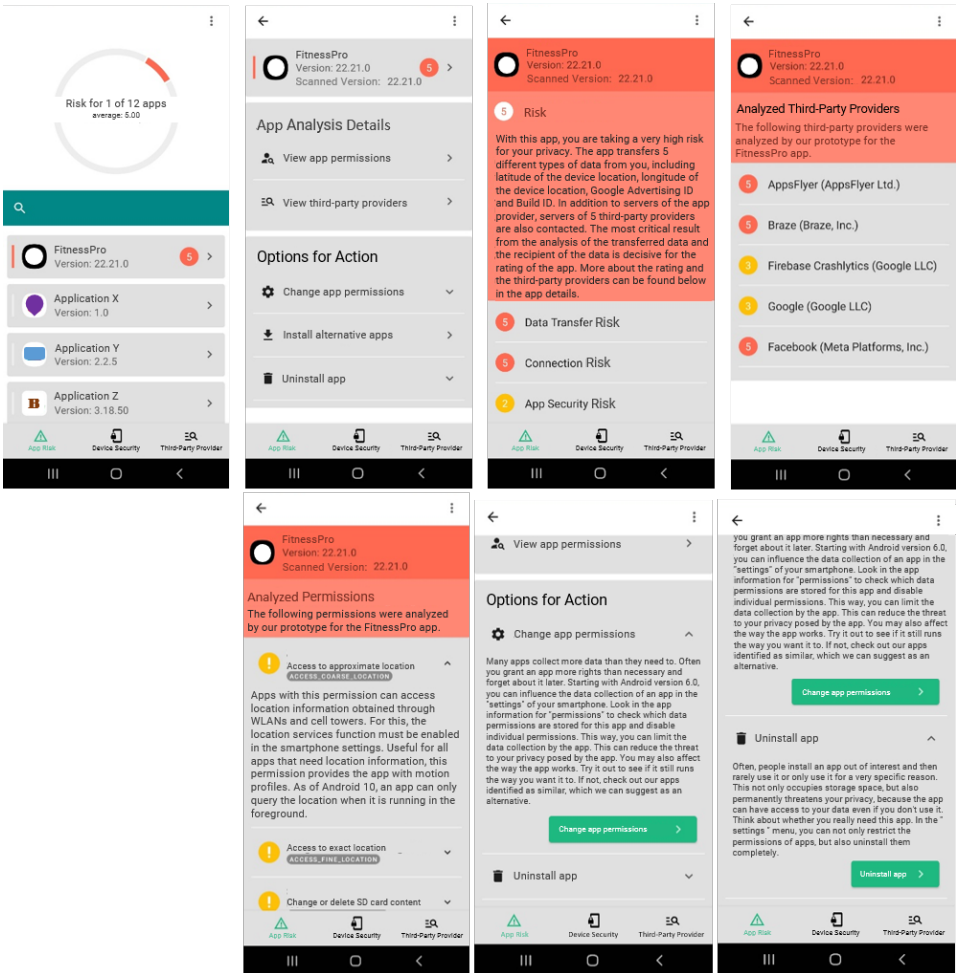 Risk for 1 of 12 apps
average: 5.00
FitnessPro
Version: 22.21.0
5
Application X
Version: 1.0
Application Y
Version: 2.2.5
B
Application Z
Version: 3.18.50
App Risk
Device Security
Third-Party Provider
FitnessPro
Version: 22.21.0
Scanned Version: 22.21.0
5
App Analysis Details
View app permissions
View third-party providers
Options for Action
Change app permissions
Install alternative apps
Uninstall app
App Risk
Device Security
Third-Party Provider
FitnessPro
Version: 22.21.0
Scanned Version: 22.21.0
5 Risk
With this app, you are taking a very high risk
for your privacy. The app transfers 5
different types of data from you, including
latitude of the device location, longitude of
the device location, Google Advertising ID
and Build ID. In addition to servers of the app
provider, servers of 5 third-party providers
are also contacted. The most critical result
from the analysis of the transferred data and
the recipient of the data is decisive for the
rating of the app. More about the rating and
the third-party providers can be found below
in the app details.
5 Data Transfer Risk
5 Connection Risk
2 App Security Risk
App Risk
Device Security
Third-Party Provider
FitnessPro
Version: 22.21.0
Scanned Version: 22.21.0
Analyzed Third-Party Providers
The following third-party providers were
analyzed by our prototype for the
FitnessPro app.
5 AppsFlyer (AppsFlyer Ltd.)
5 Braze (Braze, Inc.)
3 Firebase Crashlytics (Google LLC)
3 Google (Google LLC)
5 Facebook (Meta Platforms, Inc.)
App Risk
Device Security
Third-Party Provider
FitnessPro
Version: 22.21.0
Scanned Version: 22.21.0
Analyzed Permissions
The following permissions were analyzed
by our prototype for the FitnessPro app.
Access to approximate location
ACCESS_COARSE_LOCATION
Apps with this permission can access
location information obtained through
WLANs and cell towers. For this, the
location services function must be enabled
in the smartphone settings. Useful for all
apps that need location information, this
permission provides the app with motion
profiles. As of Android 10, an app can only
query the location when it is running in the
foreground.
Access to exact location
ACCESS_FINE_LOCATION
Change or delete SD card content
App Risk
Device Security
Third-Party Provider
View app permissions
Options for Action
Change app permissions
Many apps collect more data than they need to. Often
you grant an app more rights than necessary and
forget about it later. Starting with Android version 6.0,
you can influence the data collection of an app in the
"settings" of your smartphone. Look in the app
information for "permissions" to check which data
permissions are stored for this app and disable
individual permissions. This way, you can limit the
data collection by the app. This can reduce the threat
to your privacy posed by the app. You may also affect
the way the app works. Try it out to see if it still runs
the way you want it to. If not, check out our apps
identified as similar, which we can suggest as an
alternative.
Change app permissions
Uninstall app
App Risk
Device Security
Third-Party Provider
you grant an app more rights than necessary and
forget about it later. Starting with Android version 6.0,
you can influence the data collection of an app in the
"settings" of your smartphone. Look in the app
information for "permissions" to check which data
permissions are stored for this app and disable
individual permissions. This way, you can limit the
data collection by the app. This can reduce the threat
to your privacy posed by the app. You may also affect
the way the app works. Try it out to see if it still runs
the way you want it to. If not, check out our apps
identified as similar, which we can suggest as an
alternative.
Change app permissions
Uninstall app
Often, people install an app out of interest and then
rarely use it or only use it for a very specific reason.
This not only occupies storage space, but also
permanently threatens your privacy, because the app
can have access to your data even if you don't use it.
Think about whether you really need this app. In the "
settings " menu, you can not only restrict the
permissions of apps, but also uninstall them
completely.
Uninstall app
App Risk
Device Security
Third-Party Provider